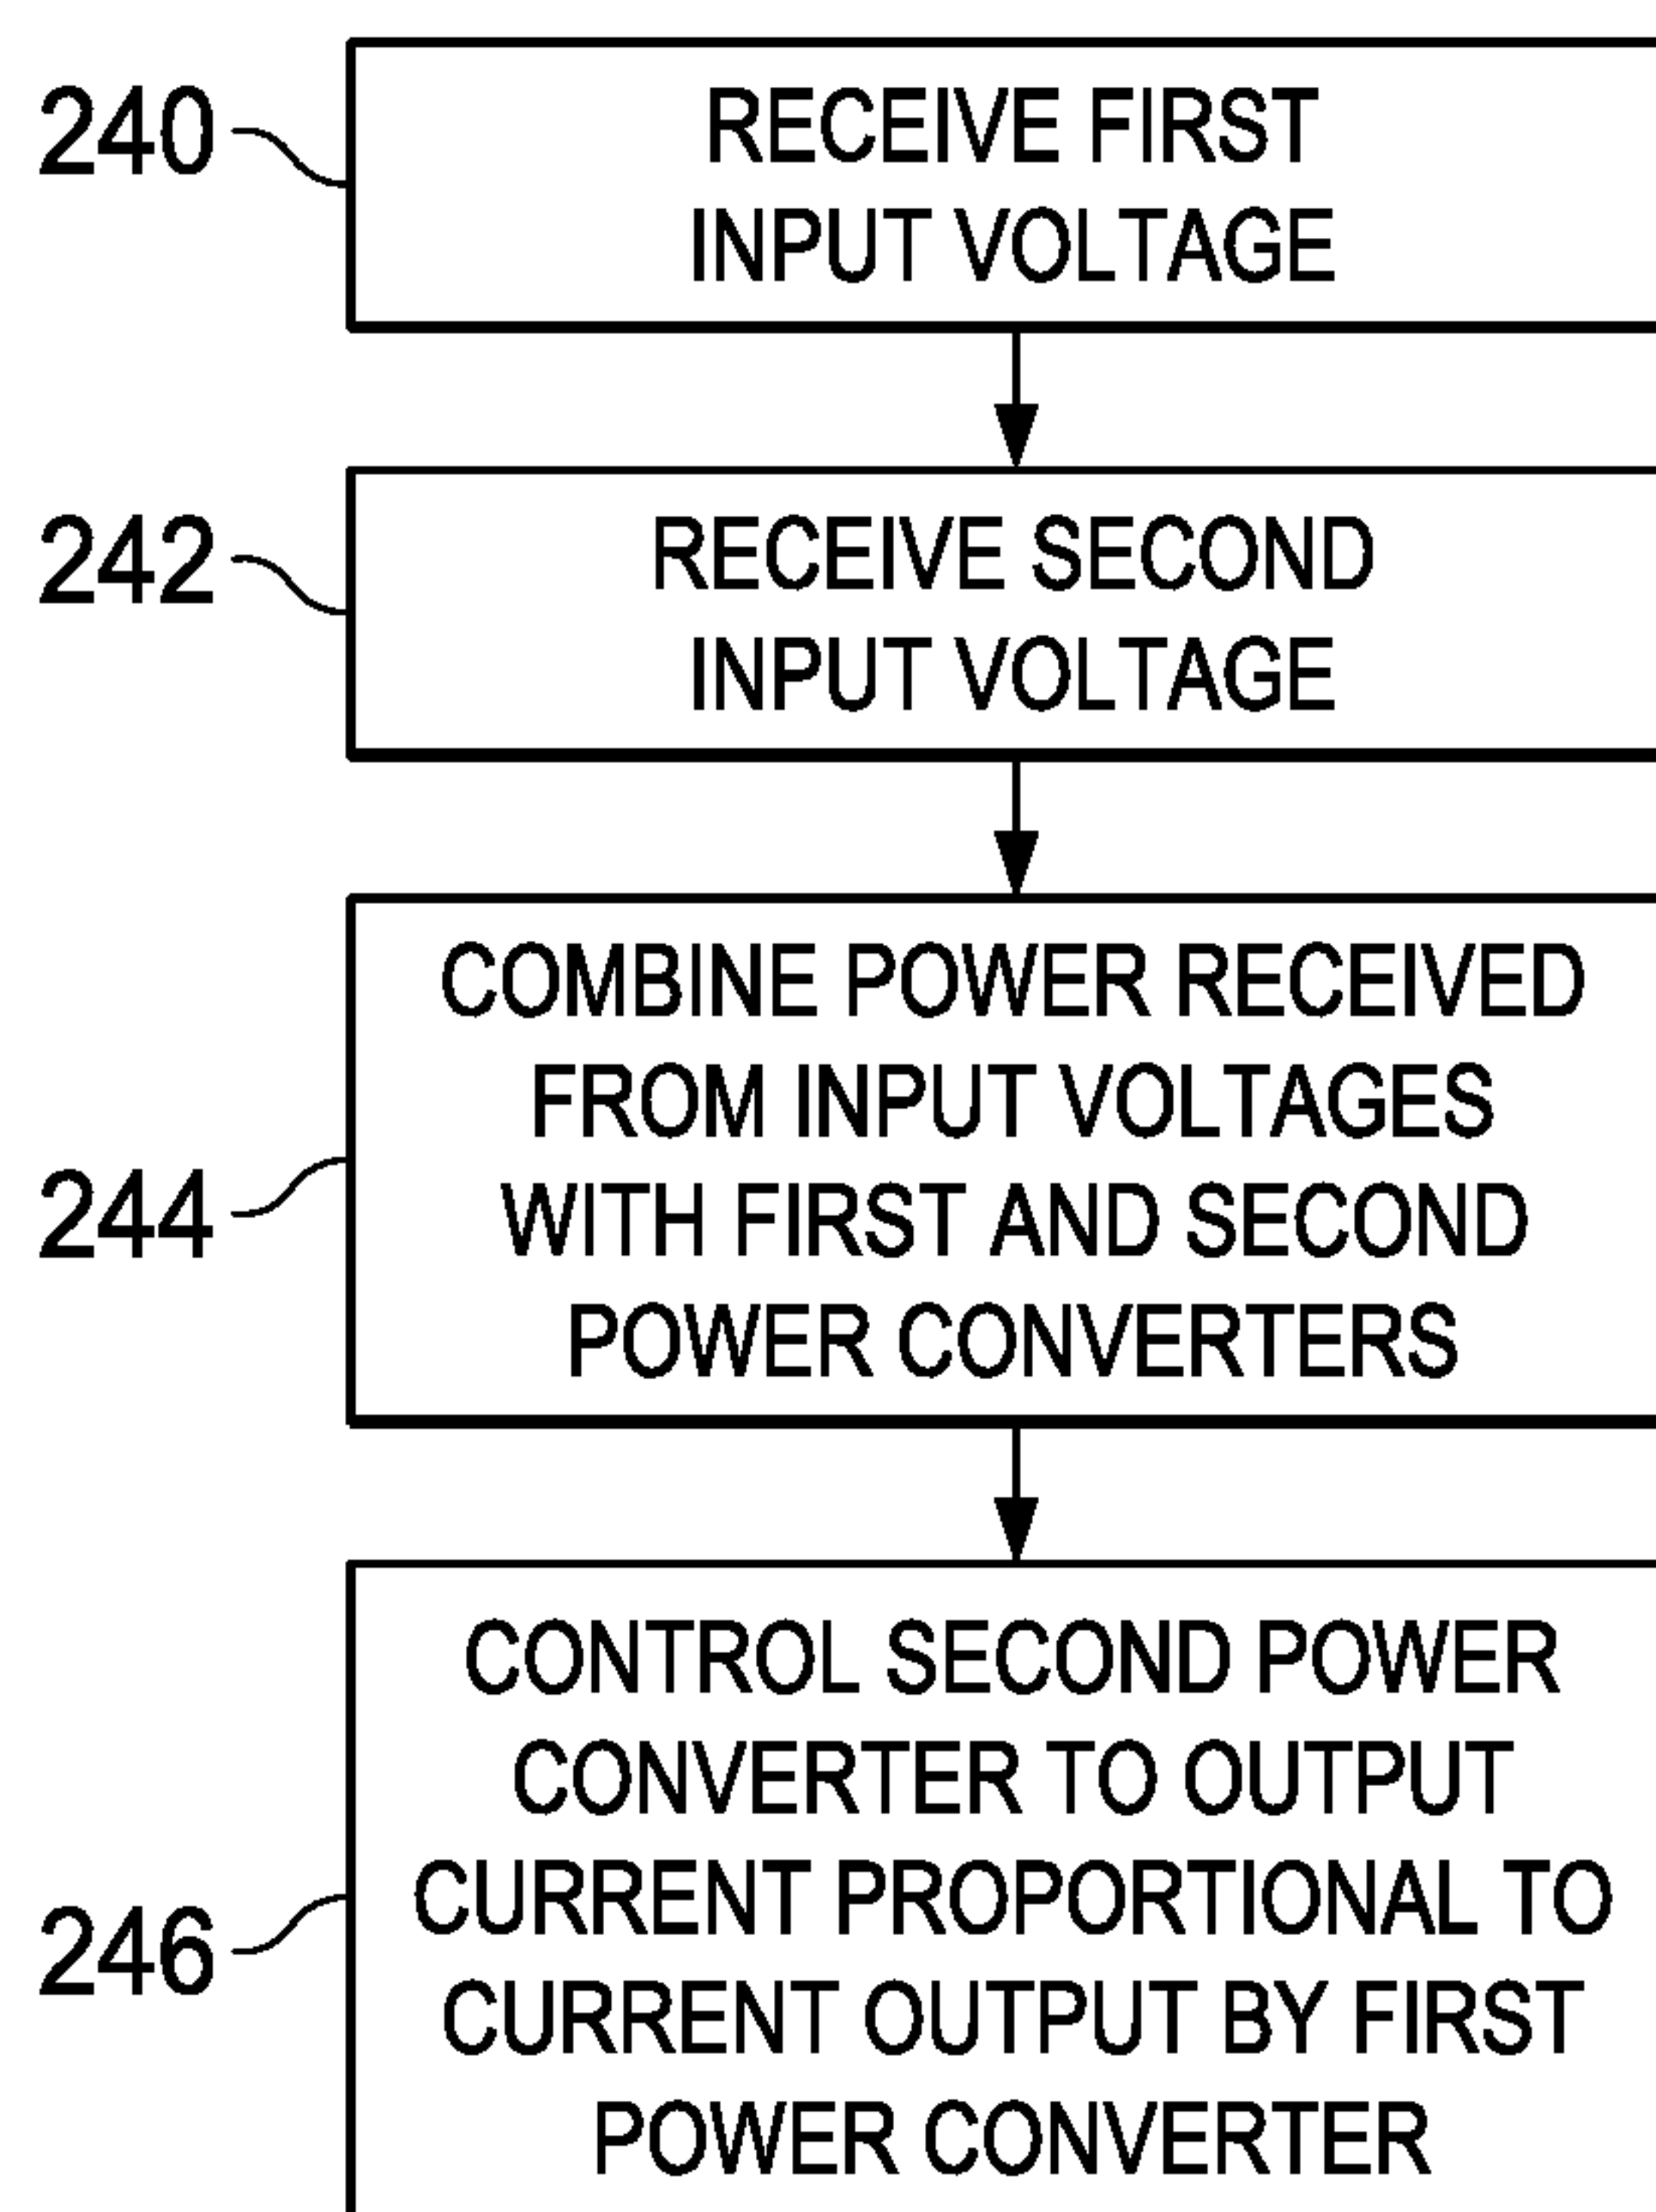 240
RECEIVE FIRST
INPUT VOLTAGE
242
RECEIVE SECOND
INPUT VOLTAGE
244
COMBINE POWER RECEIVED
FROM INPUT VOLTAGES
WITH FIRST AND SECOND
POWER CONVERTERS
246
CONTROL SECOND POWER
CONVERTER TO OUTPUT
CURRENT PROPORTIONAL TO
CURRENT OUTPUT BY FIRST
POWER CONVERTER